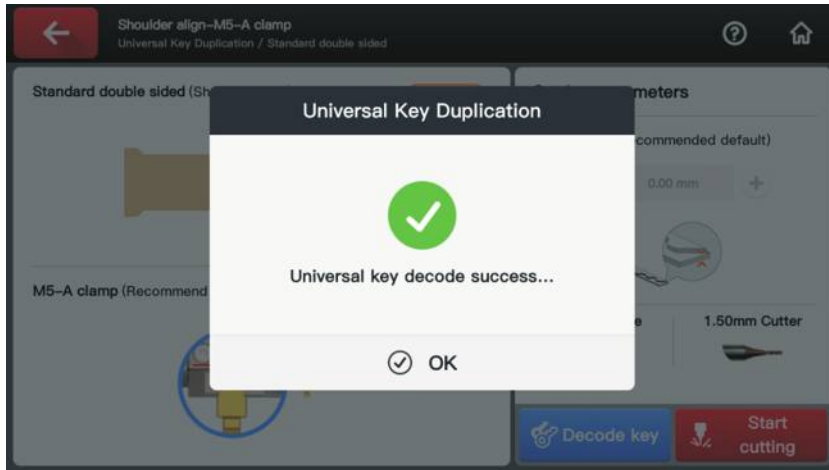 Shoulder align-M5-A clamp
Universal Key Duplication / Standard double sided
Standard double sided (Sh
meters
Universal Key Duplication
commended default)
0.00 mm +
Universal key decode success...
M5-A clamp (Recommend
e 1.50mm Cutter
OK
Decode key
Start
cutting